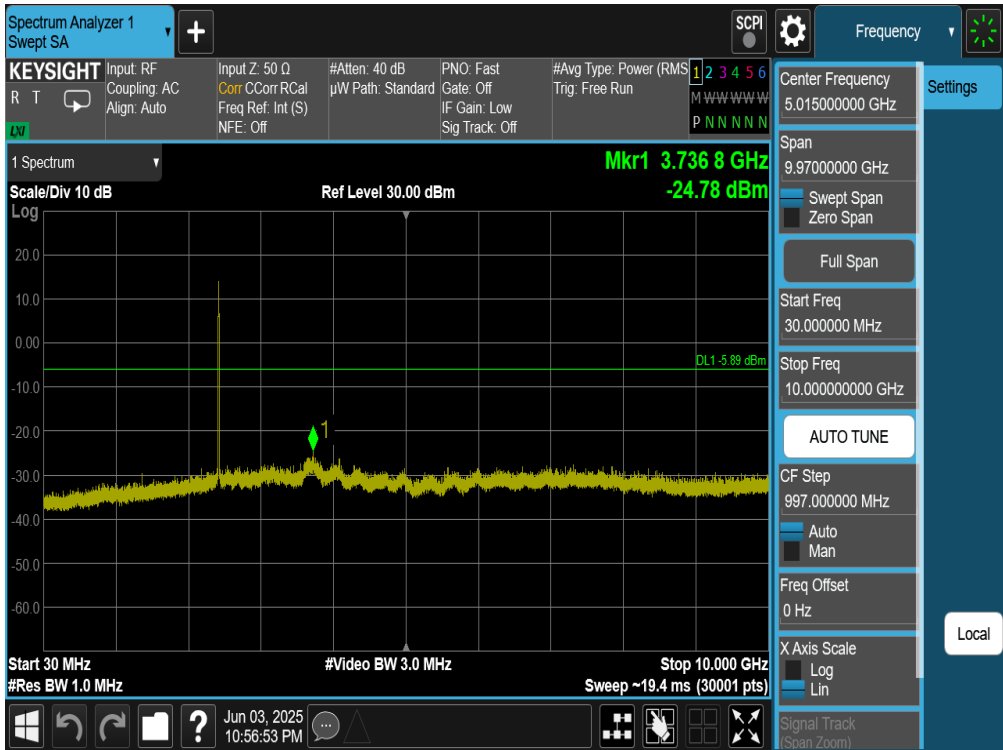 Spectrum Analyzer 1
Swept SA
+
SCPI
Frequency
KEYSIGHT
R T
LXI
Input: RF
Coupling: AC
Align: Auto
Input Z: 50 Ω
Corr CCorr RCal
Freq Ref: Int (S)
NFE: Off
#Atten: 40 dB
µW Path: Standard
PNO: Fast
Gate: Off
IF Gain: Low
Sig Track: Off
#Avg Type: Power (RMS
Trig: Free Run
1 2 3 4 5 6
M W W W W W
P N N N N N
1 Spectrum
Scale/Div 10 dB
Log
Ref Level 30.00 dBm
Mkr1 3.736 8 GHz
-24.78 dBm
20.0
10.0
0.00
-10.0
-20.0
-30.0
-40.0
-50.0
-60.0
DL1 -5.89 dBm
1
Start 30 MHz
#Res BW 1.0 MHz
#Video BW 3.0 MHz
Stop 10.000 GHz
Sweep ~19.4 ms (30001 pts)
Center Frequency
5.015000000 GHz
Span
9.97000000 GHz
Swept Span
Zero Span
Full Span
Start Freq
30.000000 MHz
Stop Freq
10.000000000 GHz
AUTO TUNE
CF Step
997.000000 MHz
Auto
Man
Freq Offset
0 Hz
X Axis Scale
Log
Lin
Signal Track
(Span Zoom)
Settings
Local
?
Jun 03, 2025
10:56:53 PM